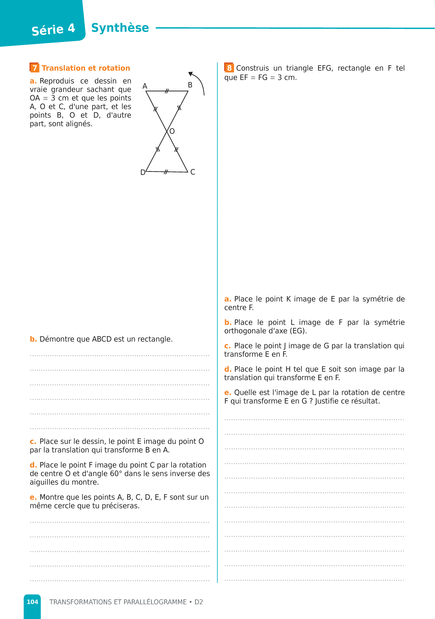 Série 4
Synthèse
7 Translation et rotation
a. Reproduis ce dessin en
vraie grandeur sachant que
OA = 3 cm et que les points
A, O et C, d'une part, et les
points B, O et D, d'autre
part, sont alignés.
A
B
O
D
C
b. Démontre que ABCD est un rectangle.
c. Place sur le dessin, le point E image du point O
par la translation qui transforme B en A.
d. Place le point F image du point C par la rotation
de centre O et d'angle 60° dans le sens inverse des
aiguilles du montre.
e. Montre que les points A, B, C, D, E, F sont sur un
même cercle que tu préciseras.
8 Construis un triangle EFG, rectangle en F tel
que EF = FG = 3 cm.
a. Place le point K image de E par la symétrie de
centre F.
b. Place le point L image de F par la symétrie
orthogonale d'axe (EG).
c. Place le point J image de G par la translation qui
transforme E en F.
d. Place le point H tel que E soit son image par la
translation qui transforme E en F.
e. Quelle est l'image de L par la rotation de centre
F qui transforme E en G ? Justifie ce résultat.
104 TRANSFORMATIONS ET PARALLÉLOGRAMME • D2